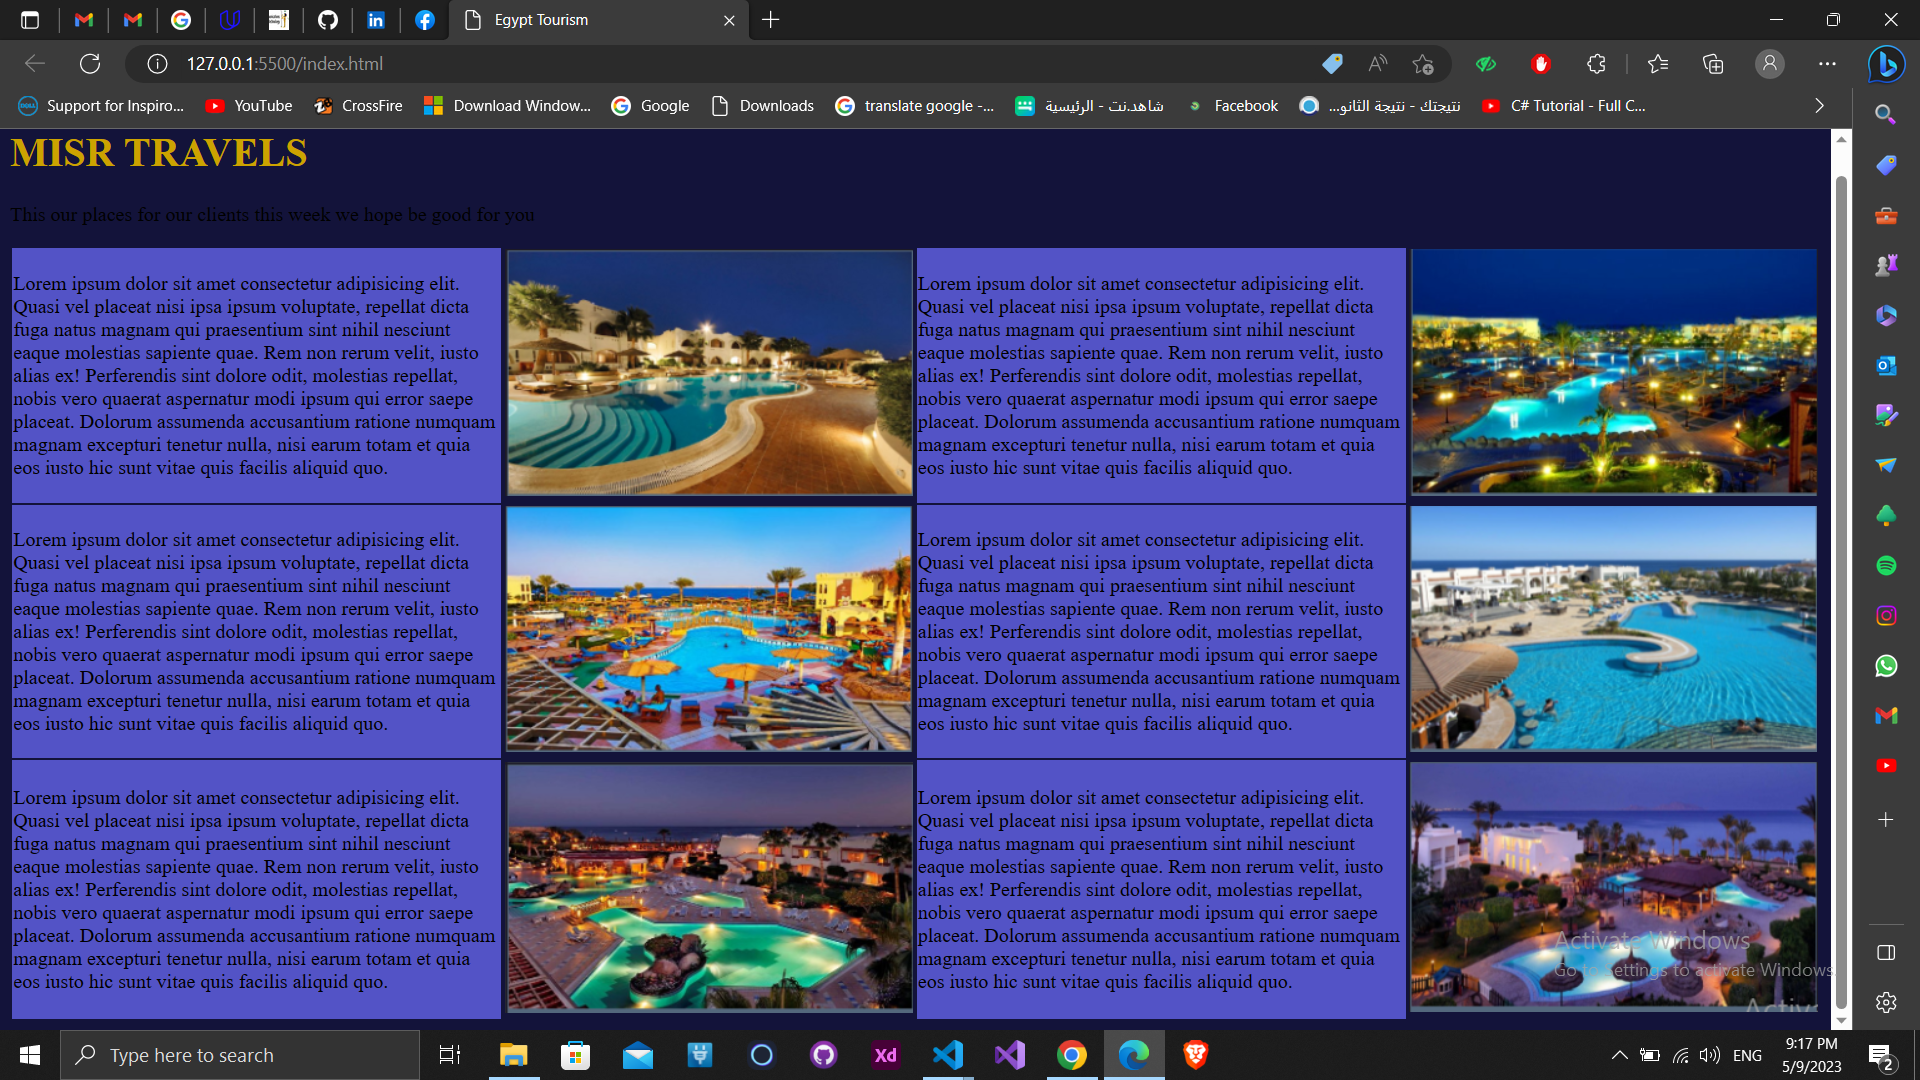 Egypt Tourism
127.0.0.1:5500/index.html
Support for Inspiro...
YouTube
CrossFire
Download Window...
Google
Downloads
translate google -...
شاهد.نت - الرئيسية
Facebook
نتيجتك - نتيجة الثانو...
C# Tutorial - Full C...
MISR TRAVELS
This our places for our clients this week we hope be good for you
Lorem ipsum dolor sit amet consectetur adipisicing elit.
Quasi vel placeat nisi ipsa ipsum voluptate, repellat dicta
fuga natus magnam qui praesentium sint nihil nesciunt
eaque molestias sapiente quae. Rem non rerum velit, iusto
alias ex! Perferendis sint dolore odit, molestias repellat,
nobis vero quaerat aspernatur modi ipsum qui error saepe
placeat. Dolorum assumenda accusantium ratione numquam
magnam excepturi tenetur nulla, nisi earum totam et quia
eos iusto hic sunt vitae quis facilis aliquid quo.
Lorem ipsum dolor sit amet consectetur adipisicing elit.
Quasi vel placeat nisi ipsa ipsum voluptate, repellat dicta
fuga natus magnam qui praesentium sint nihil nesciunt
eaque molestias sapiente quae. Rem non rerum velit, iusto
alias ex! Perferendis sint dolore odit, molestias repellat,
nobis vero quaerat aspernatur modi ipsum qui error saepe
placeat. Dolorum assumenda accusantium ratione numquam
magnam excepturi tenetur nulla, nisi earum totam et quia
eos iusto hic sunt vitae quis facilis aliquid quo.
Lorem ipsum dolor sit amet consectetur adipisicing elit.
Quasi vel placeat nisi ipsa ipsum voluptate, repellat dicta
fuga natus magnam qui praesentium sint nihil nesciunt
eaque molestias sapiente quae. Rem non rerum velit, iusto
alias ex! Perferendis sint dolore odit, molestias repellat,
nobis vero quaerat aspernatur modi ipsum qui error saepe
placeat. Dolorum assumenda accusantium ratione numquam
magnam excepturi tenetur nulla, nisi earum totam et quia
eos iusto hic sunt vitae quis facilis aliquid quo.
Lorem ipsum dolor sit amet consectetur adipisicing elit.
Quasi vel placeat nisi ipsa ipsum voluptate, repellat dicta
fuga natus magnam qui praesentium sint nihil nesciunt
eaque molestias sapiente quae. Rem non rerum velit, iusto
alias ex! Perferendis sint dolore odit, molestias repellat,
nobis vero quaerat aspernatur modi ipsum qui error saepe
placeat. Dolorum assumenda accusantium ratione numquam
magnam excepturi tenetur nulla, nisi earum totam et quia
eos iusto hic sunt vitae quis facilis aliquid quo.
Lorem ipsum dolor sit amet consectetur adipisicing elit.
Quasi vel placeat nisi ipsa ipsum voluptate, repellat dicta
fuga natus magnam qui praesentium sint nihil nesciunt
eaque molestias sapiente quae. Rem non rerum velit, iusto
alias ex! Perferendis sint dolore odit, molestias repellat,
nobis vero quaerat aspernatur modi ipsum qui error saepe
placeat. Dolorum assumenda accusantium ratione numquam
magnam excepturi tenetur nulla, nisi earum totam et quia
eos iusto hic sunt vitae quis facilis aliquid quo.
Lorem ipsum dolor sit amet consectetur adipisicing elit.
Quasi vel placeat nisi ipsa ipsum voluptate, repellat dicta
fuga natus magnam qui praesentium sint nihil nesciunt
eaque molestias sapiente quae. Rem non rerum velit, iusto
alias ex! Perferendis sint dolore odit, molestias repellat,
nobis vero quaerat aspernatur modi ipsum qui error saepe
placeat. Dolorum assumenda accusantium ratione numquam
magnam excepturi tenetur nulla, nisi earum totam et quia
eos iusto hic sunt vitae quis facilis aliquid quo.
Activate Windows
Go to Settings to activate Windows.
Type here to search
Xd
ENG
9:17 PM
5/9/2023
2